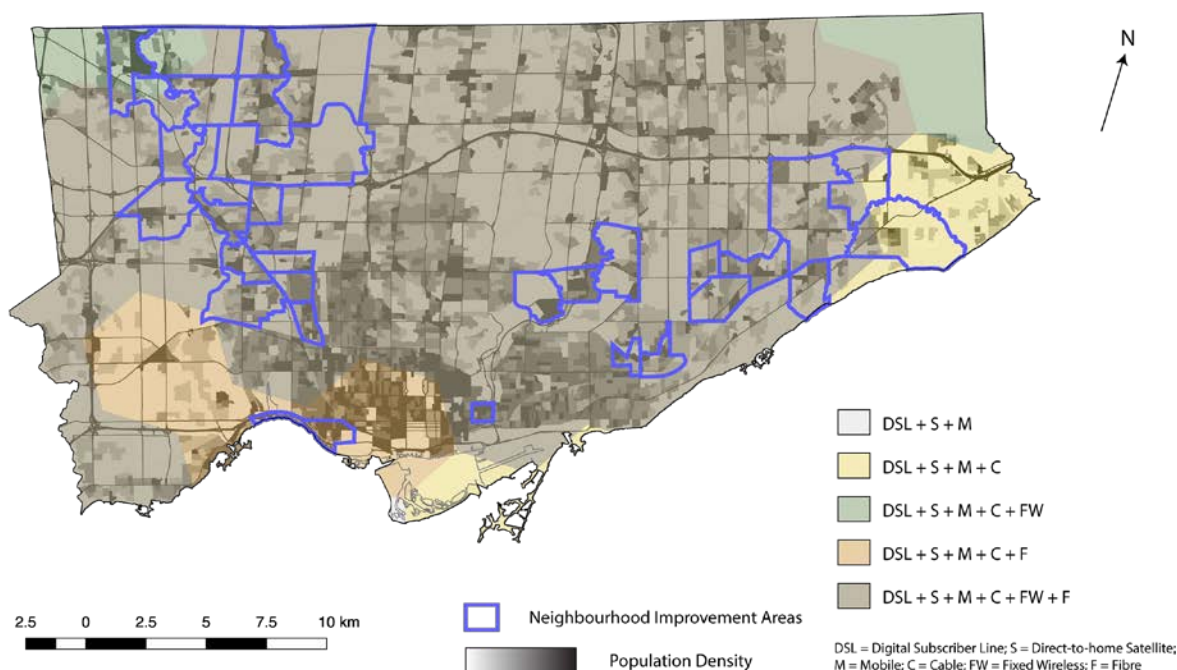 N
DSL + S + M
DSL + S + M + C
DSL + S + M + C + FW
DSL + S + M + C + F
DSL + S + M + C + FW + F
2.5 0 2.5 5 7.5 10 km
Neighbourhood Improvement Areas
Population Density
DSL = Digital Subscriber Line; S = Direct-to-home Satellite;
M = Mobile; C = Cable; FW = Fixed Wireless; F = Fibre